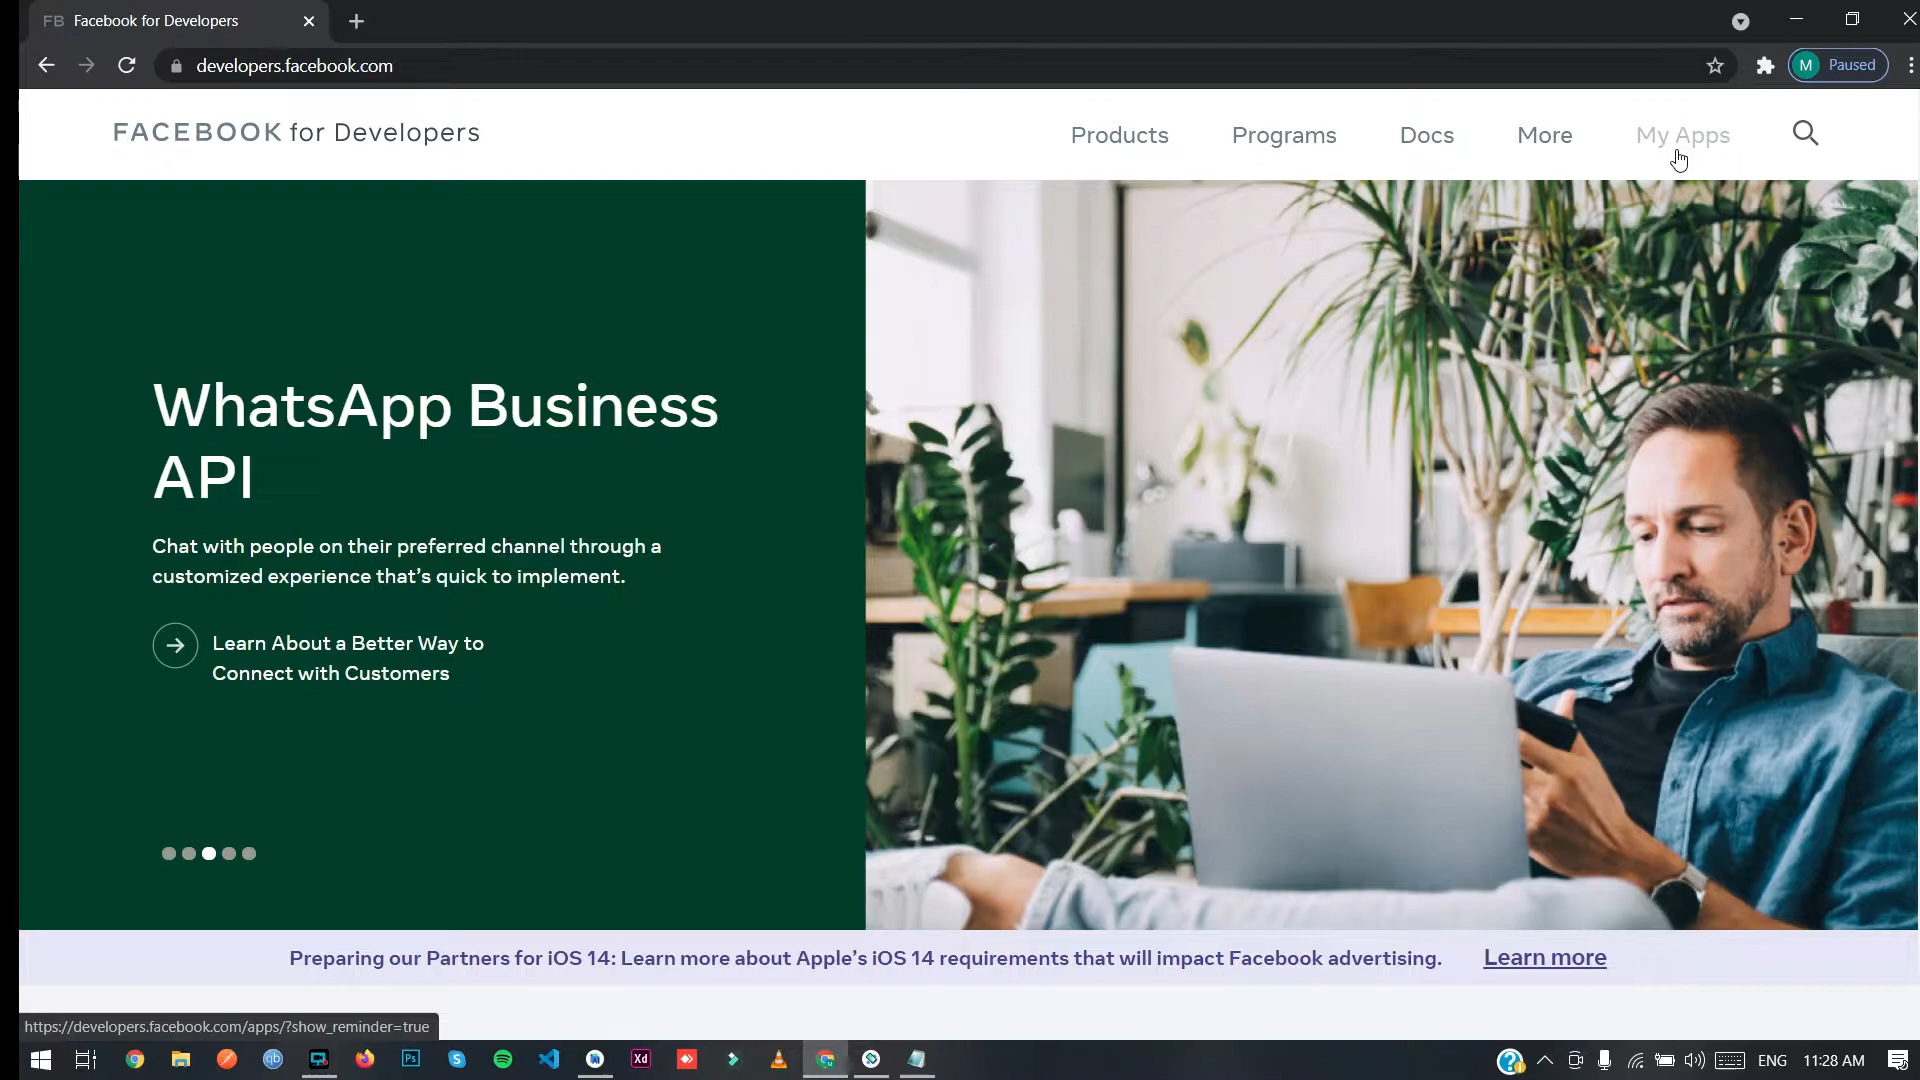 FB Facebook for Developers
developers.facebook.com
M Paused
FACEBOOK for Developers
Products Programs Docs More My Apps
WhatsApp Business
API
Chat with people on their preferred channel through a
customized experience that’s quick to implement.
Learn About a Better Way to
Connect with Customers
Preparing our Partners for iOS 14: Learn more about Apple’s iOS 14 requirements that will impact Facebook advertising. Learn more
https://developers.facebook.com/apps/?show_reminder=true
qb Ps Xd ENG 11:28 AM